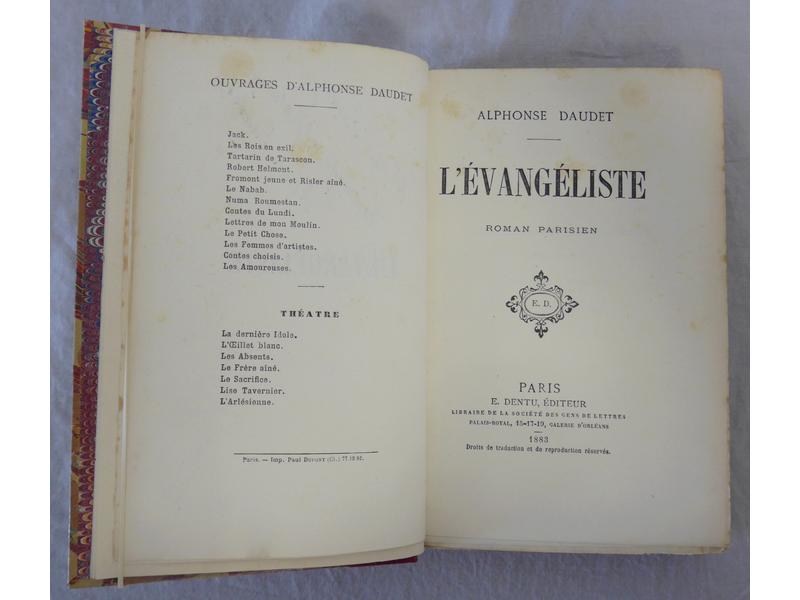 OUVRAGES D'ALPHONSE DAUDET
Jack.
Les Rois en exil.
Tartarin de Tarascon.
Robert Helmont.
Fromont jeune et Risler aîné.
Le Nabab.
Numa Roumestan.
Contes du Lundi.
Lettres de mon Moulin.
Le Petit Chose.
Les Femmes d'artistes.
Contes choisis.
Les Amoureuses.
THÉATRE
La dernière Idole.
L'Œillet blanc.
Les Absents.
Le Frère aîné.
Le Sacrifice.
Lise Tavernier.
L'Arlésienne.
Paris. — Imp. Paul Dupont (Cl.) 77.12 82.
ALPHONSE DAUDET
L'ÉVANGÉLISTE
ROMAN PARISIEN
E. D.
PARIS
E. DENTU, ÉDITEUR
LIBRAIRE DE LA SOCIÉTÉ DES GENS DE LETTRES
PALAIS-ROYAL, 15-17-19, GALERIE D'ORLÉANS
1883
Droits de traduction et de reproduction réservés.